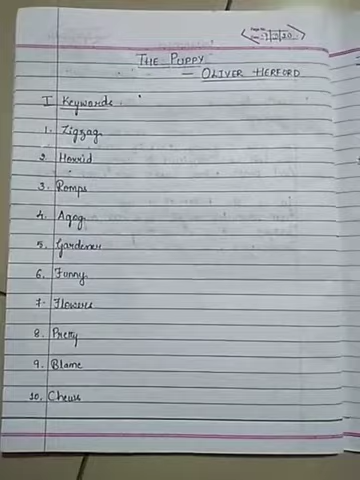 THE PUPPY
— OLIVER HERFORD
I Keywords.
1. Zigzag.
2. Horrid
3. Romps
4. Agog.
5. Gardener
6. Funny.
7. Flowers
8. Pretty
9. Blame
10. Chews